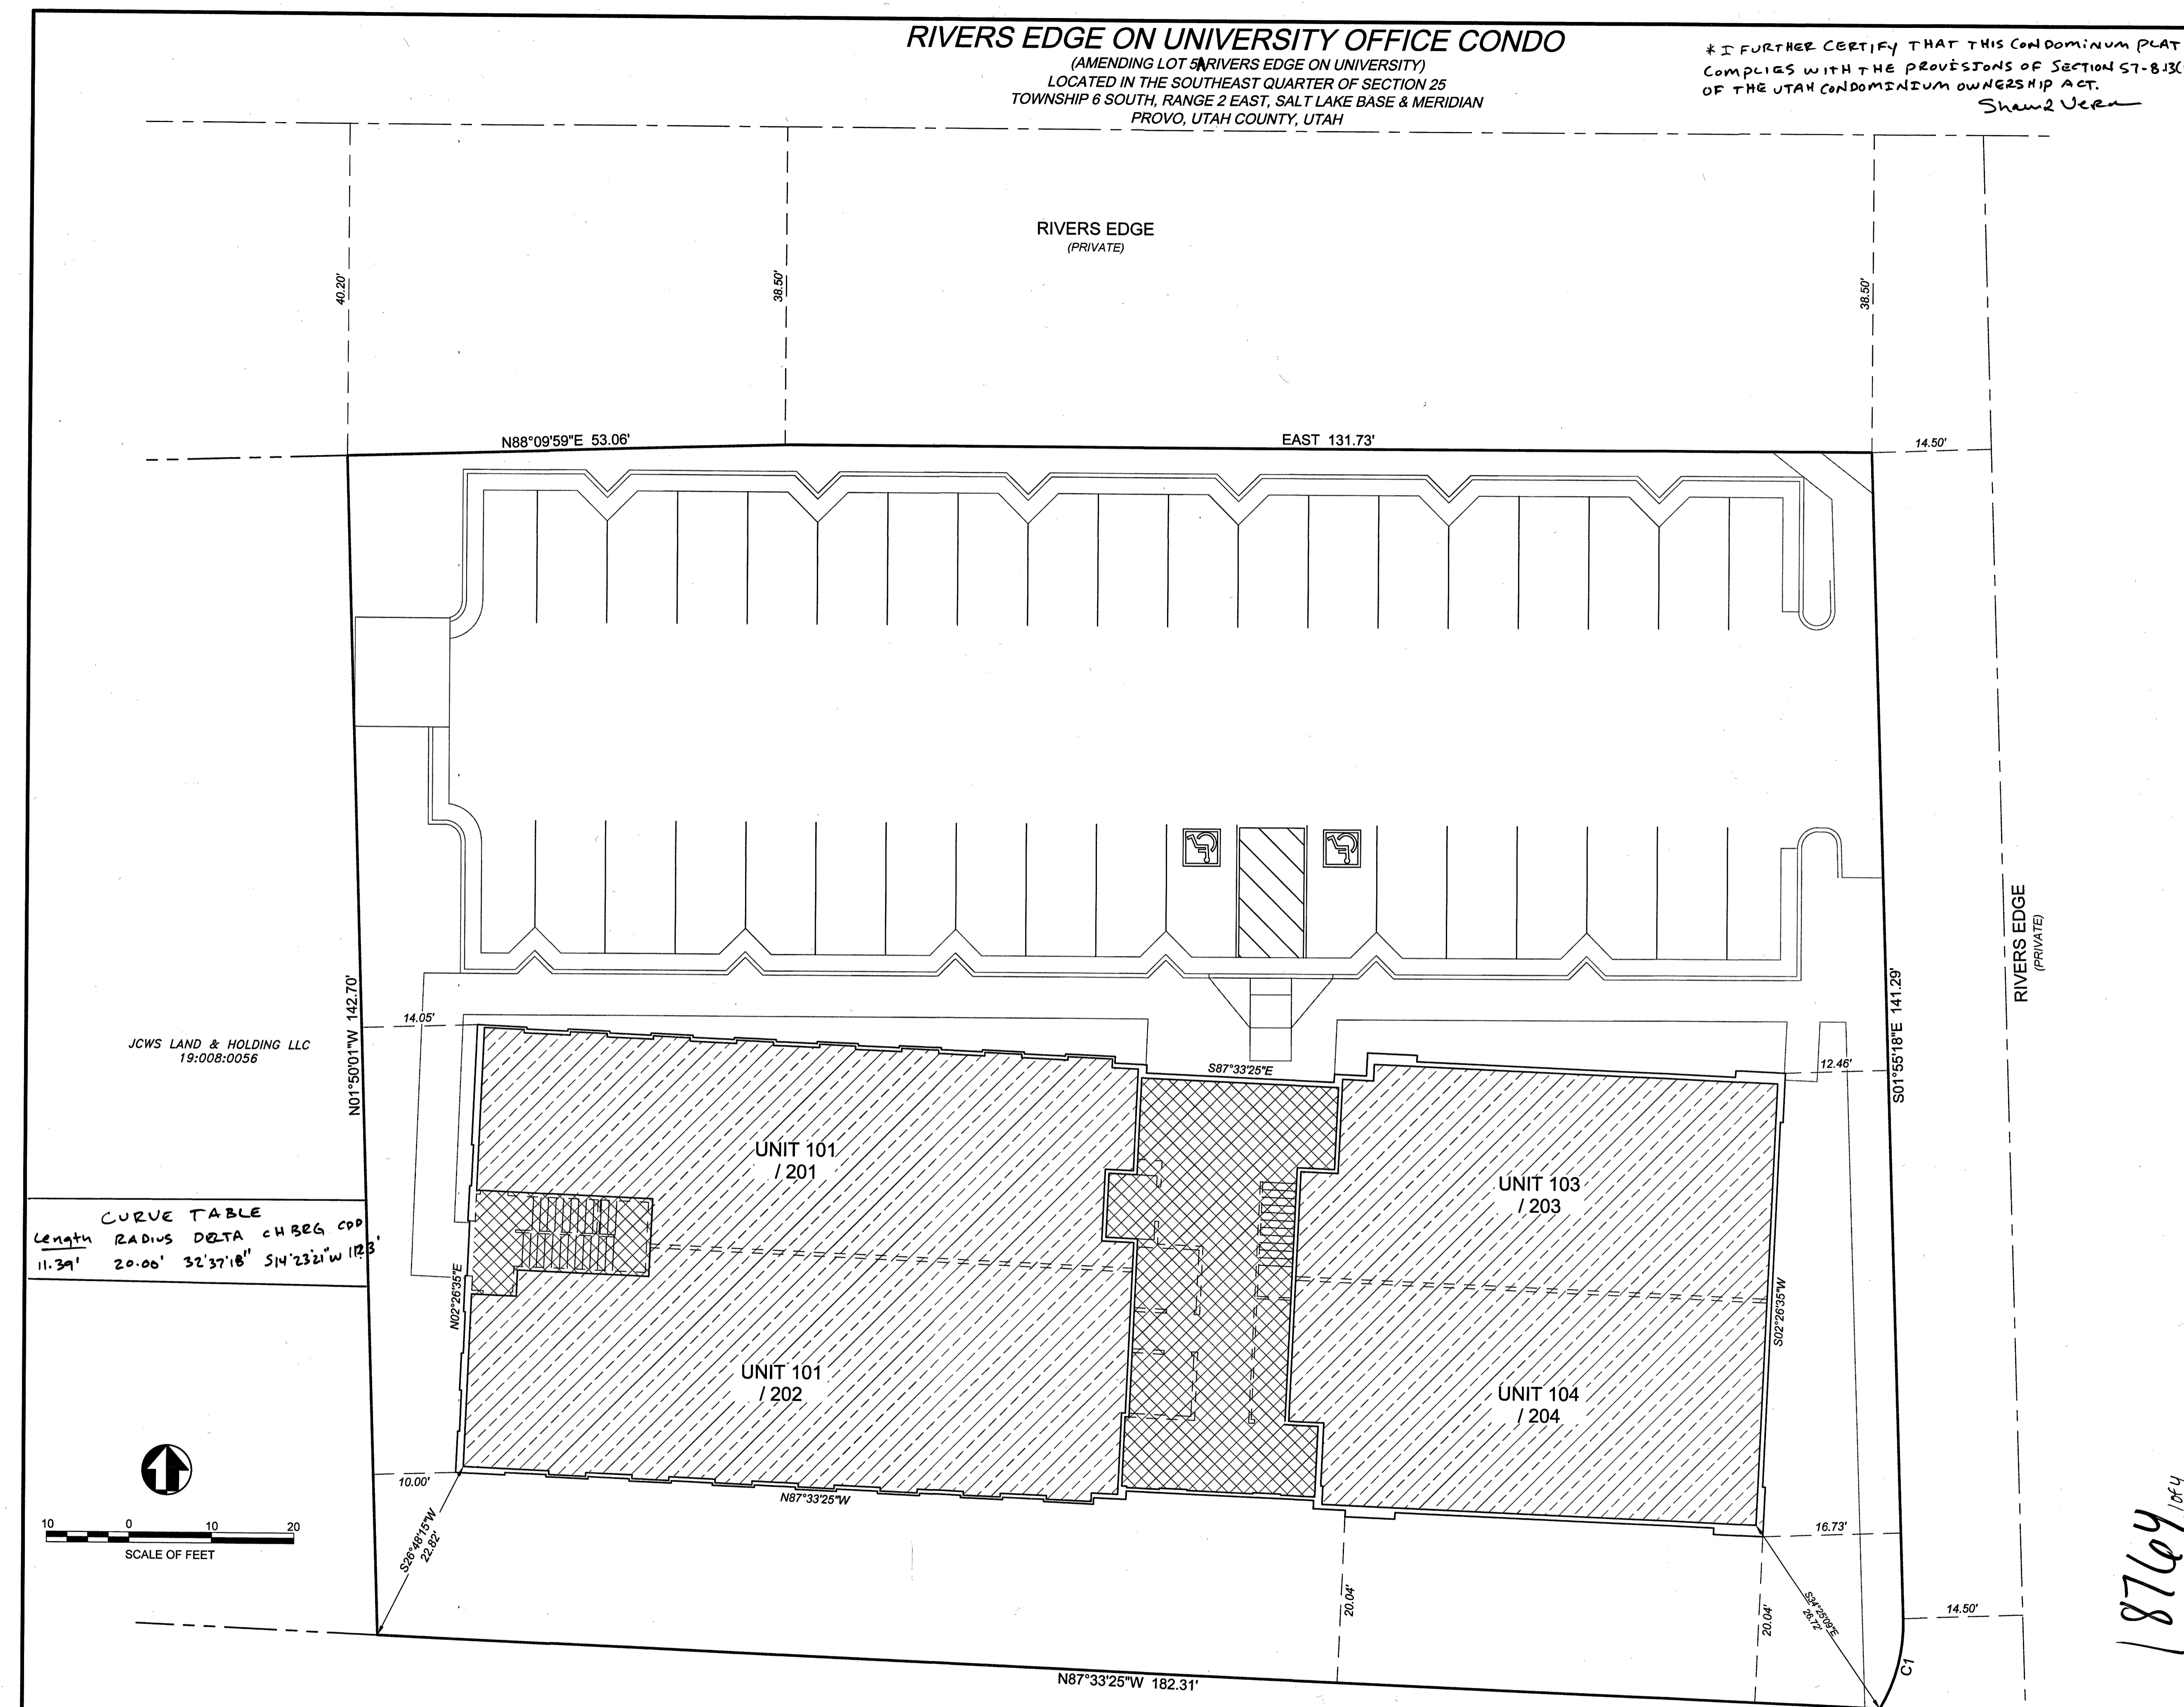 RIVERS EDGE ON UNIVERSITY OFFICE CONDO
(AMENDING LOT 5A RIVERS EDGE ON UNIVERSITY)
LOCATED IN THE SOUTHEAST QUARTER OF SECTION 25
TOWNSHIP 6 SOUTH, RANGE 2 EAST, SALT LAKE BASE & MERIDIAN
PROVO, UTAH COUNTY, UTAH
* I FURTHER CERTIFY THAT THIS CONDOMINUM PLAT
COMPLIES WITH THE PROVISIONS OF SECTION 57-8-13(
OF THE UTAH CONDOMINIUM OWNERSHIP ACT.
RIVERS EDGE
(PRIVATE)
40.20'
38.50'
38.50'
N88°09'59"E 53.06'
EAST 131.73'
14.50'
RIVERS EDGE
(PRIVATE)
N01°50'01"W 142.70'
S01°55'18"E 141.29'
JCWS LAND & HOLDING LLC
19:008:0056
14.05'
S87°33'25"E
12.46'
UNIT 101
/ 201
UNIT 103
/ 203
CURVE TABLE
Length RADIUS DELTA CH BRG
11.39' 20.00' 32°37'18" S14°23'21"W
N02°26'35"E
S02°26'35"W
UNIT 101
/ 202
UNIT 104
/ 204
10.00'
N87°33'25"W
16.73'
S26°48'15"W
22.82'
10 0 10 20
SCALE OF FEET
20.04'
20.04'
S34°25'09"E
26.72'
14.50'
C1
N87°33'25"W 182.31'
18764 1 of 4